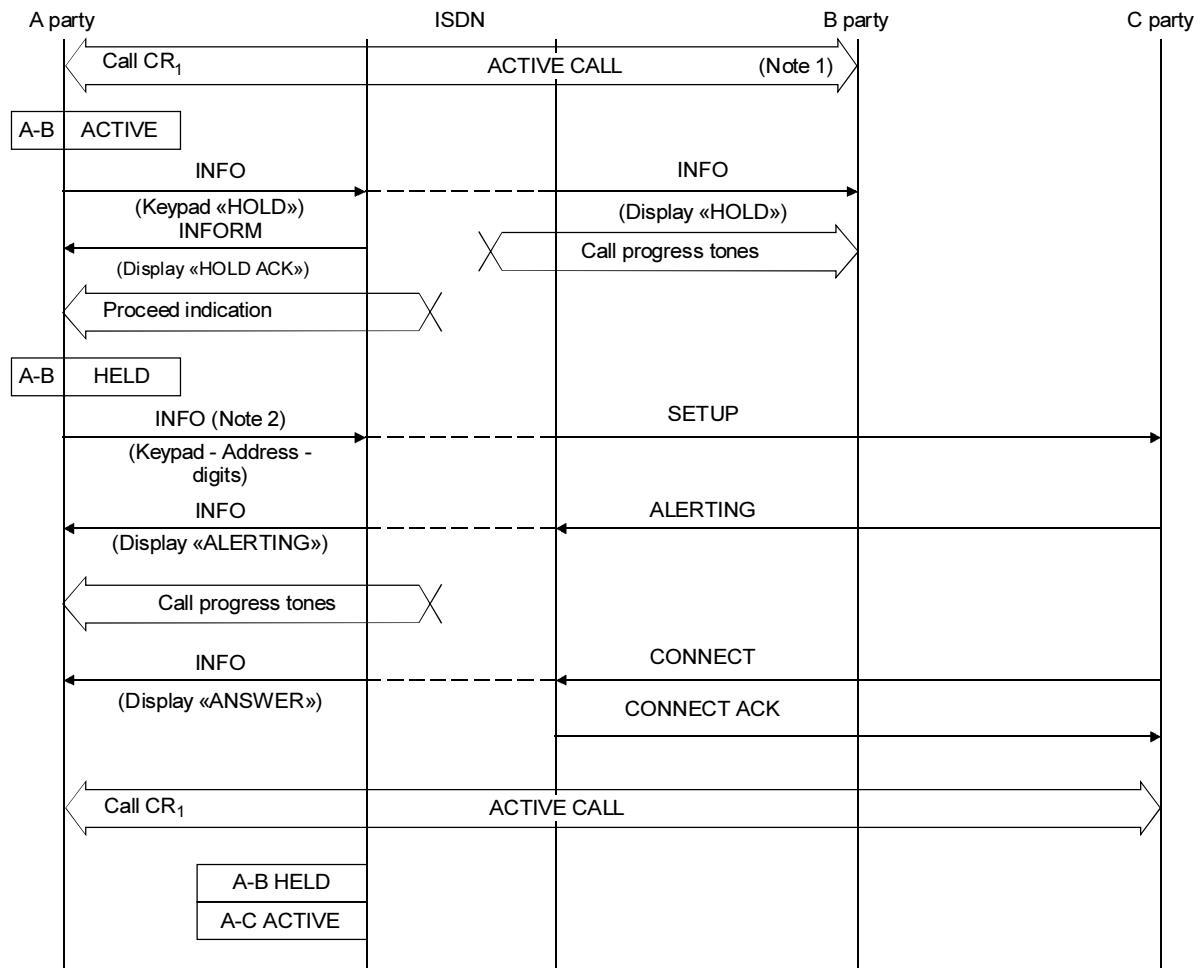 A party ISDN B party C party
Call CR1 ACTIVE CALL (Note 1)
A-B ACTIVE
INFO INFO
(Keypad «HOLD») (Display «HOLD»)
INFORM
Call progress tones
(Display «HOLD ACK»)
Proceed indication
A-B HELD
INFO (Note 2) SETUP
(Keypad - Address -
digits)
INFO ALERTING
(Display «ALERTING»)
Call progress tones
INFO CONNECT
(Display «ANSWER»)
CONNECT ACK
Call CR1 ACTIVE CALL
A-B HELD
A-C ACTIVE